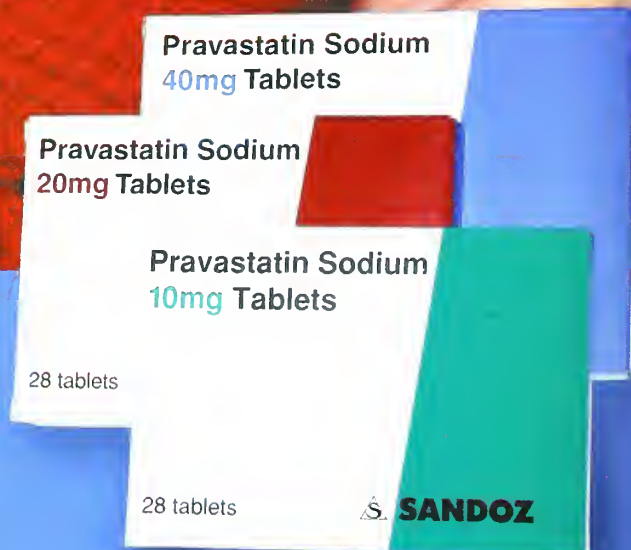 Pravastatin Sodium
40mg Tablets
Pravastatin Sodium
20mg Tablets
Pravastatin Sodium
10mg Tablets
28 tablets
28 tablets
S SANDOZ